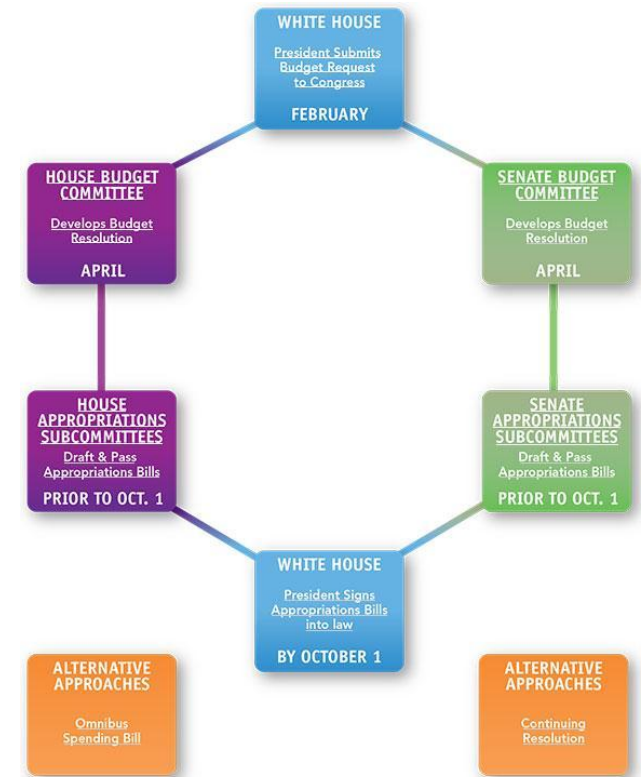 WHITE HOUSE
President Submits
Budget Request
to Congress
FEBRUARY
HOUSE BUDGET
COMMITTEE
Develops Budget
Resolution
APRIL
SENATE BUDGET
COMMITTEE
Develops Budget
Resolution
APRIL
HOUSE
APPROPRIATIONS
SUBCOMMITTEES
Draft & Pass
Appropriations Bills
PRIOR TO OCT. 1
SENATE
APPROPRIATIONS
SUBCOMMITTEES
Draft & Pass
Appropriations Bills
PRIOR TO OCT. 1
WHITE HOUSE
President Signs
Appropriations Bills
into law
BY OCTOBER 1
ALTERNATIVE
APPROACHES
Omnibus
Spending Bill
ALTERNATIVE
APPROACHES
Continuing
Resolution